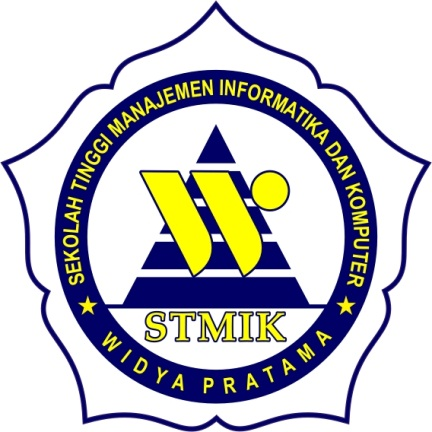 SEKOLAH TINGGI MANAJEMEN INFORMATIKA DAN KOMPUTER
STMIK
WIDYA PRATAMA